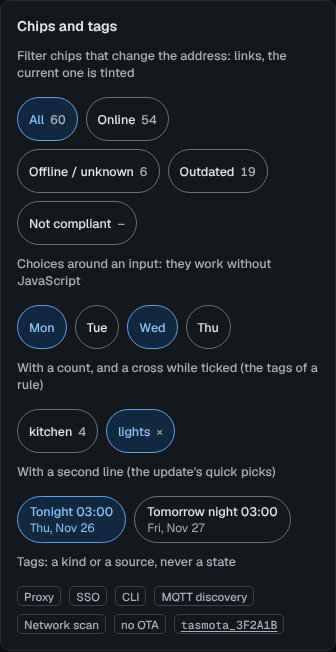 Chips and tags
Filter chips that change the address: links, the
current one is tinted
All 60 Online 54
Offline / unknown 6 Outdated 19
Not compliant –
Choices around an input: they work without
JavaScript
Mon Tue Wed Thu
With a count, and a cross while ticked (the tags of a
rule)
kitchen 4 lights ×
With a second line (the update's quick picks)
Tonight 03:00 Tomorrow night 03:00
Thu, Nov 26 Fri, Nov 27
Tags: a kind or a source, never a state
Proxy SSO CLI MQTT discovery
Network scan no OTA tasmota_3F2A1B